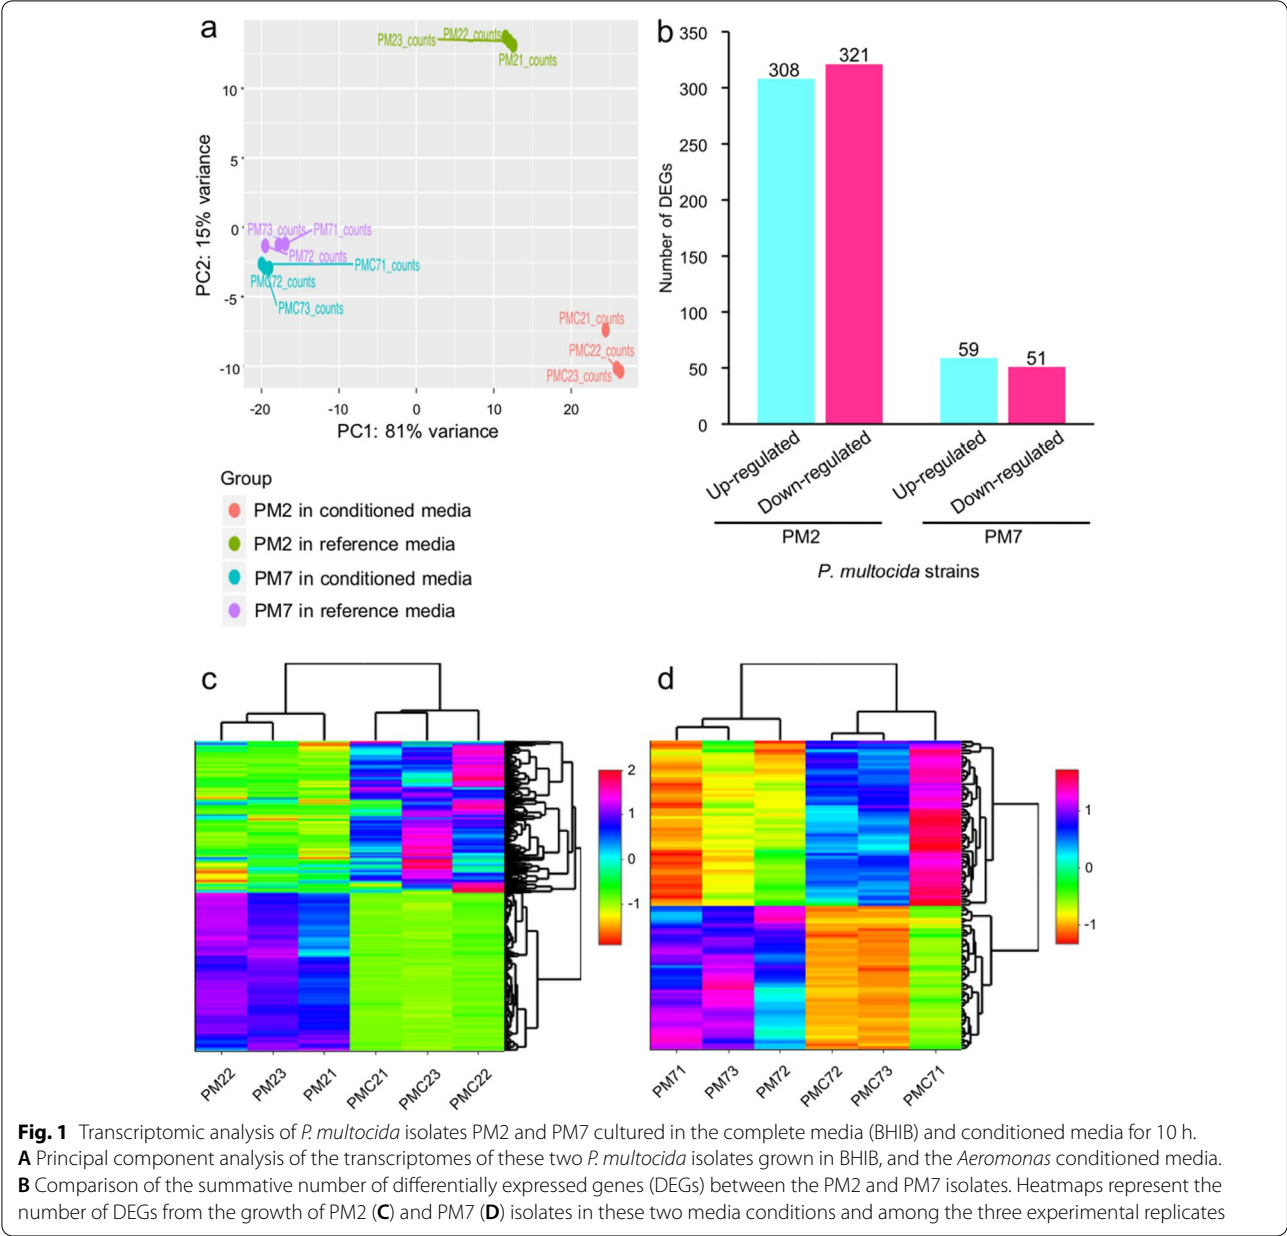 a
PM23_counts
PM22_counts
PM21_counts
10
5
0
-5
-10
PC2: 15% variance
PM73_counts
PM71_counts
PM72_counts
PMC71_counts
PMC72_counts
PMC73_counts
PMC21_counts
PMC22_counts
PMC23_counts
-20 -10 0 10 20
PC1: 81% variance
Group
PM2 in conditioned media
PM2 in reference media
PM7 in conditioned media
PM7 in reference media
b
350
300
250
200
150
100
50
0
Number of DEGs
308
321
59
51
Up-regulated
Down-regulated
Up-regulated
Down-regulated
PM2
PM7
P. multocida strains
c
2
1
0
-1
PM22 PM23 PM21 PMC21 PMC23 PMC22
d
1
0
-1
PM71 PM73 PM72 PMC72 PMC73 PMC71
Fig. 1 Transcriptomic analysis of P. multocida isolates PM2 and PM7 cultured in the complete media (BHIB) and conditioned media for 10 h.
A Principal component analysis of the transcriptomes of these two P. multocida isolates grown in BHIB, and the Aeromonas conditioned media.
B Comparison of the summative number of differentially expressed genes (DEGs) between the PM2 and PM7 isolates. Heatmaps represent the
number of DEGs from the growth of PM2 (C) and PM7 (D) isolates in these two media conditions and among the three experimental replicates